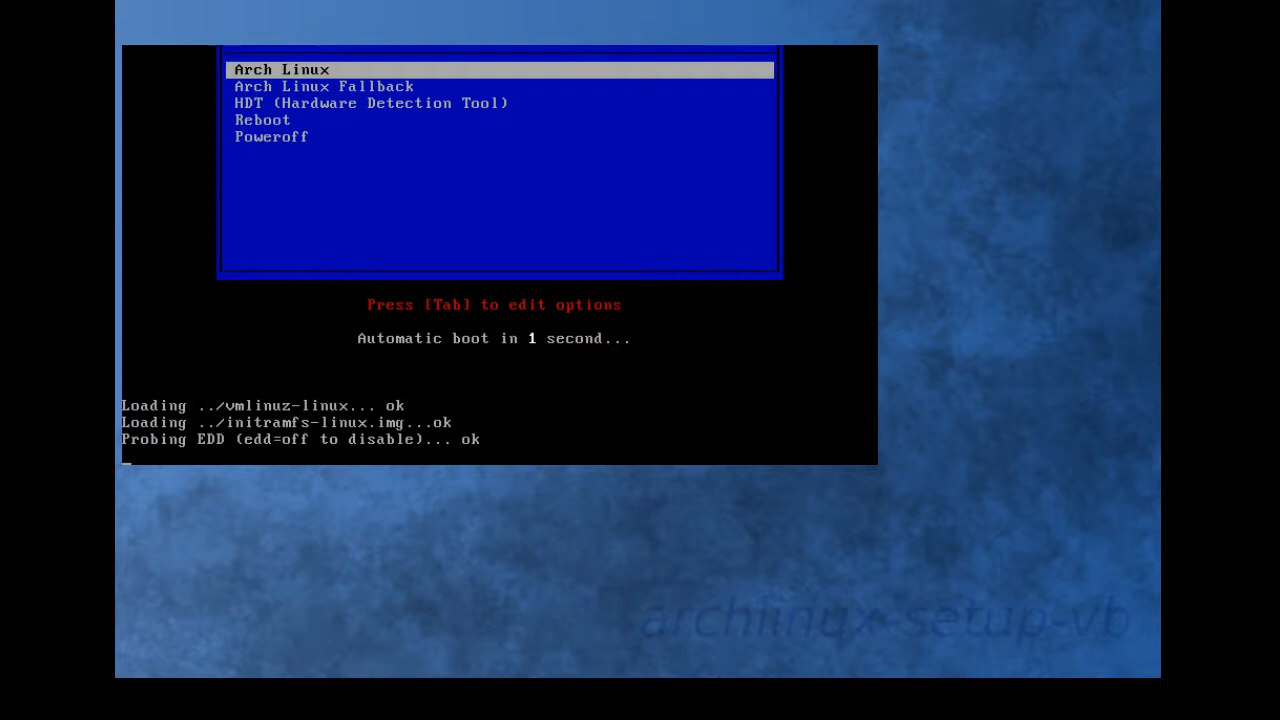 Arch Linux
Arch Linux Fallback
HDT (Hardware Detection Tool)
Reboot
Poweroff
Press [Tab] to edit options
Automatic boot in 1 second...
Loading ../vmlinuz-linux... ok
Loading ../initramfs-linux.img...ok
Probing EDD (edd=off to disable)... ok
archlinux-setup-vb